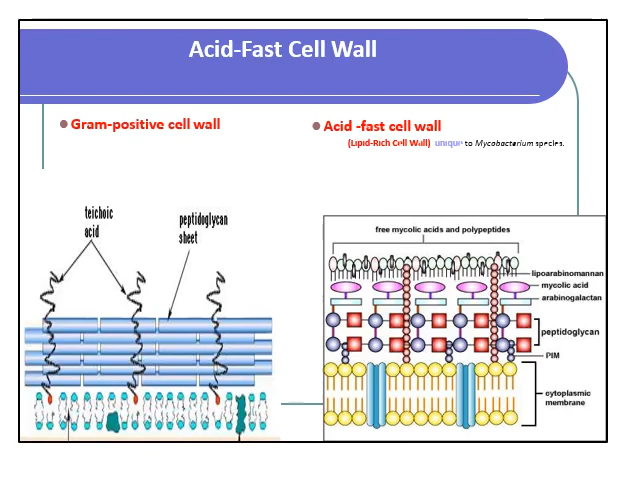 Acid-Fast Cell Wall
Gram-positive cell wall
Acid -fast cell wall
(Lipid-Rich Cell Wall) unique to Mycobacterium species.
teichoic
acid
peptidoglycan
sheet
free mycolic acids and polypeptides
lipoarabinomannan
mycolic acid
arabinogalactan
peptidoglycan
PIM
cytoplasmic
membrane